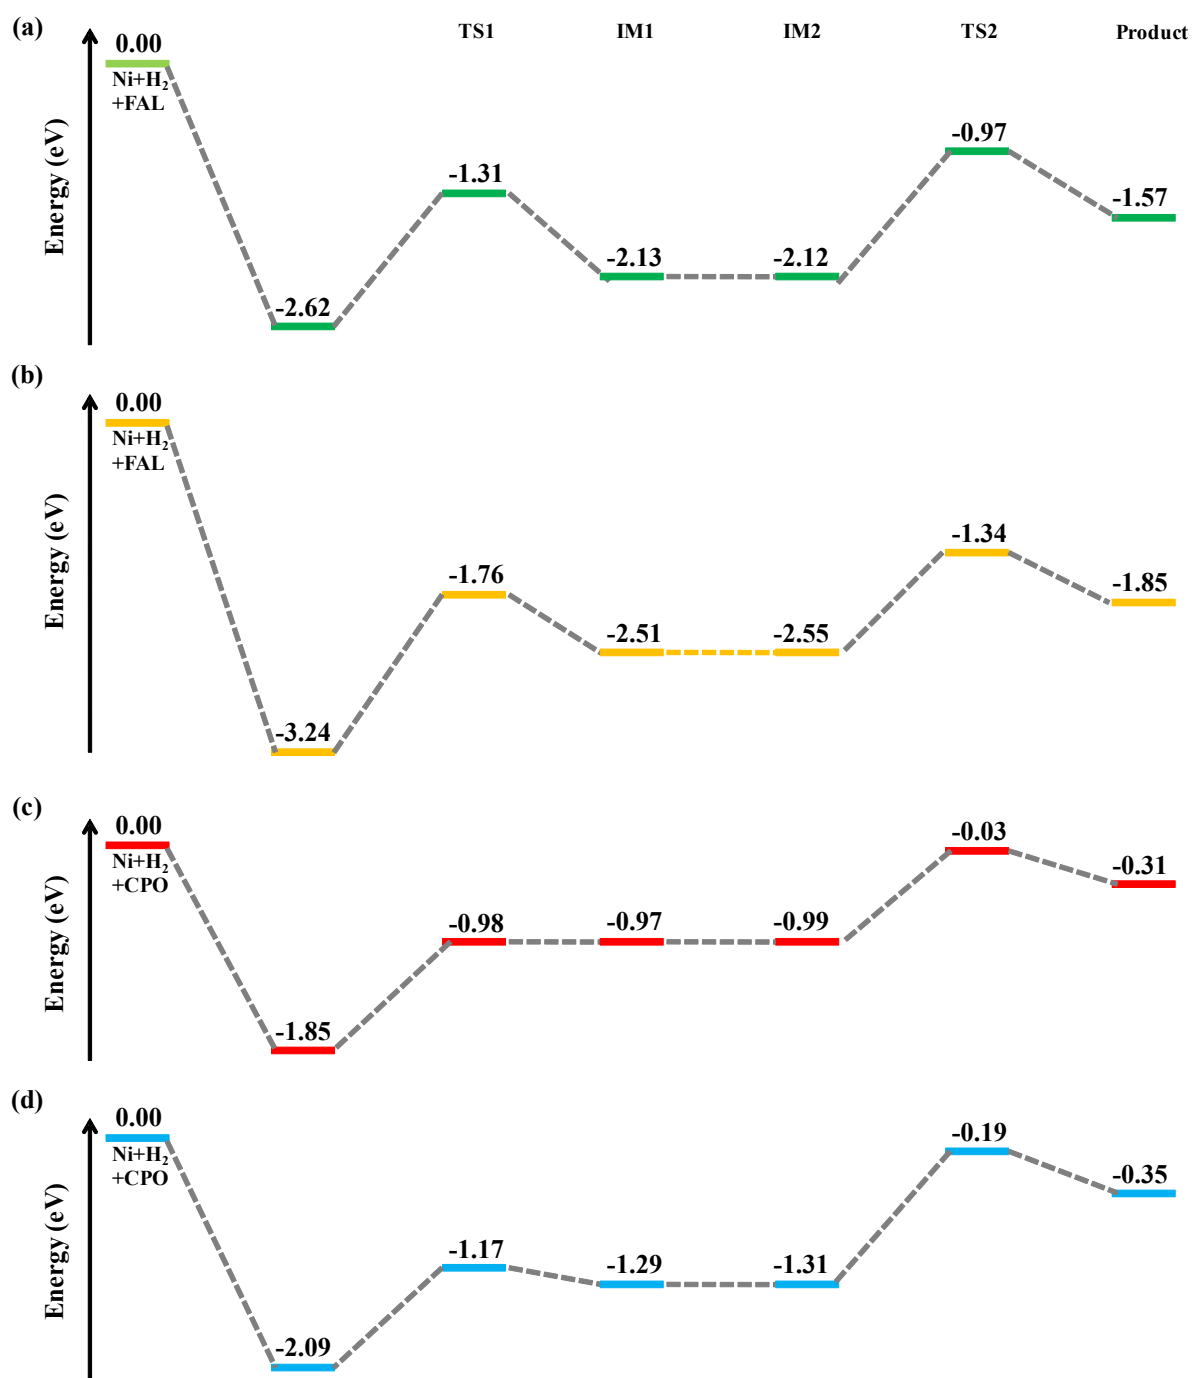 (a)
TS1 IM1 IM2 TS2 Product
0.00
Ni+H₂
+FAL
Energy (eV)
-2.62
-1.31
-2.13
-2.12
-0.97
-1.57
(b)
0.00
Ni+H₂
+FAL
Energy (eV)
-3.24
-1.76
-2.51
-2.55
-1.34
-1.85
(c)
0.00
Ni+H₂
+CPO
Energy (eV)
-1.85
-0.98
-0.97
-0.99
-0.03
-0.31
(d)
0.00
Ni+H₂
+CPO
Energy (eV)
-2.09
-1.17
-1.29
-1.31
-0.19
-0.35